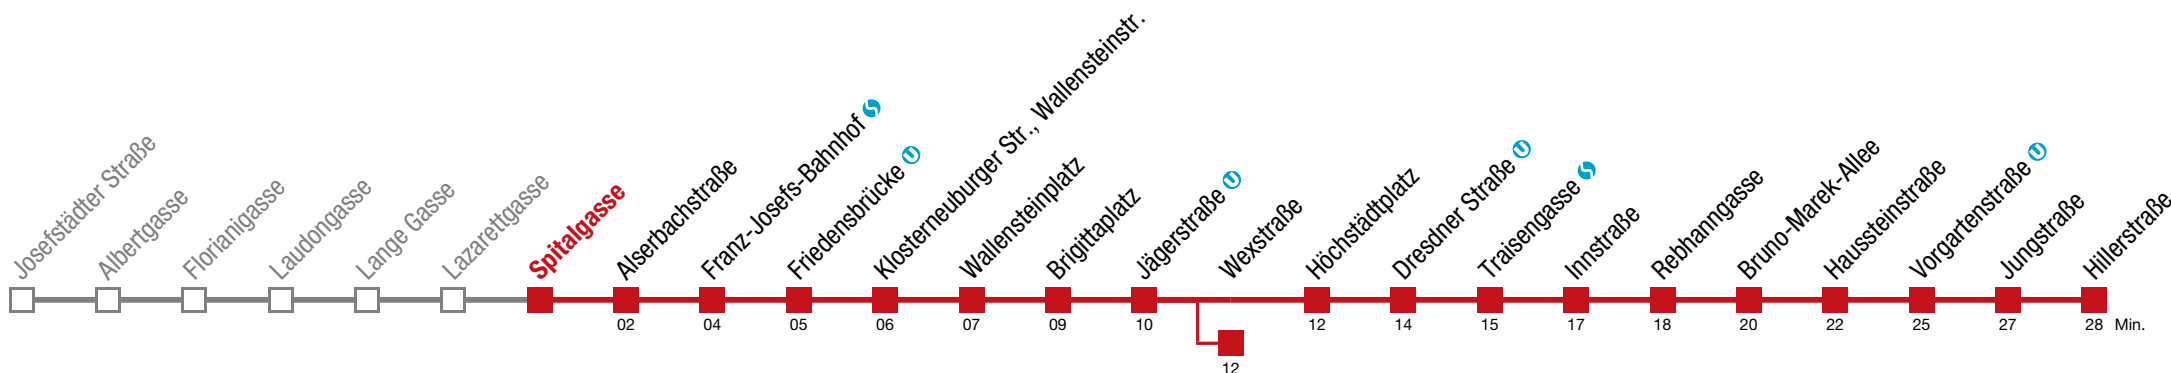 Josefstädter Straße
Albertgasse
Florianigasse
Laudongasse
Lange Gasse
Lazarettgasse
Spitalgasse
Alserbachstraße
Franz-Josefs-Bahnhof S
Friedensbrücke U
Klosterneuburger Str., Wallensteinstr.
Wallensteinplatz
Brigittaplatz
Jägerstraße U
Wexstraße
Höchstädtplatz
Dresdner Straße U
Traisengasse S
Innstraße
Rebhanngasse
Bruno-Marek-Allee
Haussteinstraße
Vorgartenstraße U
Jungstraße
Hillerstraße
02 04 05 06 07 09 10 12 14 15 17 18 20 22 25 27 28 Min.
12